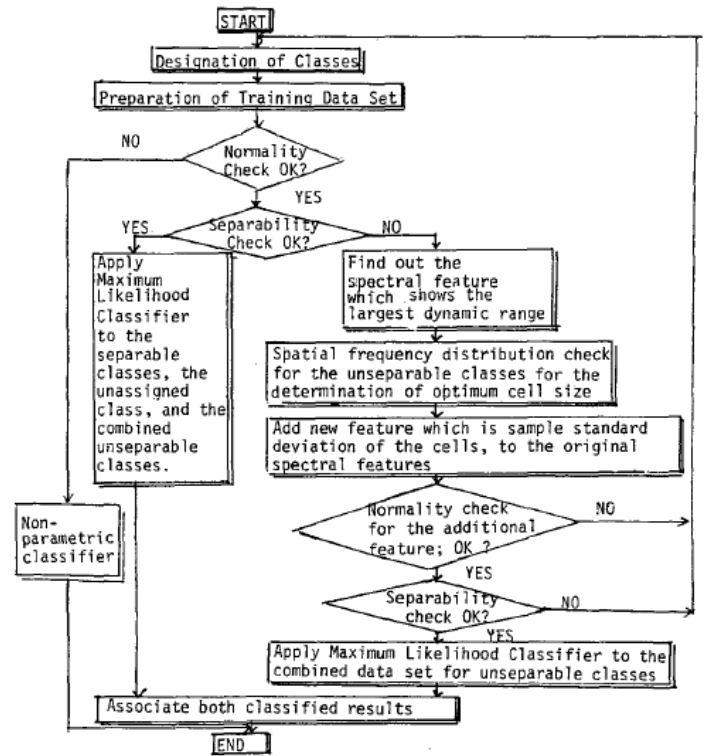 START
Designation of Classes
Preparation of Training Data Set
NO
Normality
Check OK?
YES
YES
Separability
Check OK?
NO
Apply
Maximum
Likelihood
Classifier
to the
separable
classes, the
unassigned
class, and the
combined
unseparable
classes.
Find out the
spectral feature
which shows the
largest dynamic range
Spatial frequency distribution check
for the unseparable classes for the
determination of optimum cell size
Add new feature which is sample standard
deviation of the cells, to the original
spectral features
Non-
parametric
classifier
Normality check
for the additional
feature; OK ?
NO
YES
Separability
check OK?
NO
YES
Apply Maximum Likelihood Classifier to the
combined data set for unseparable classes
Associate both classified results
END